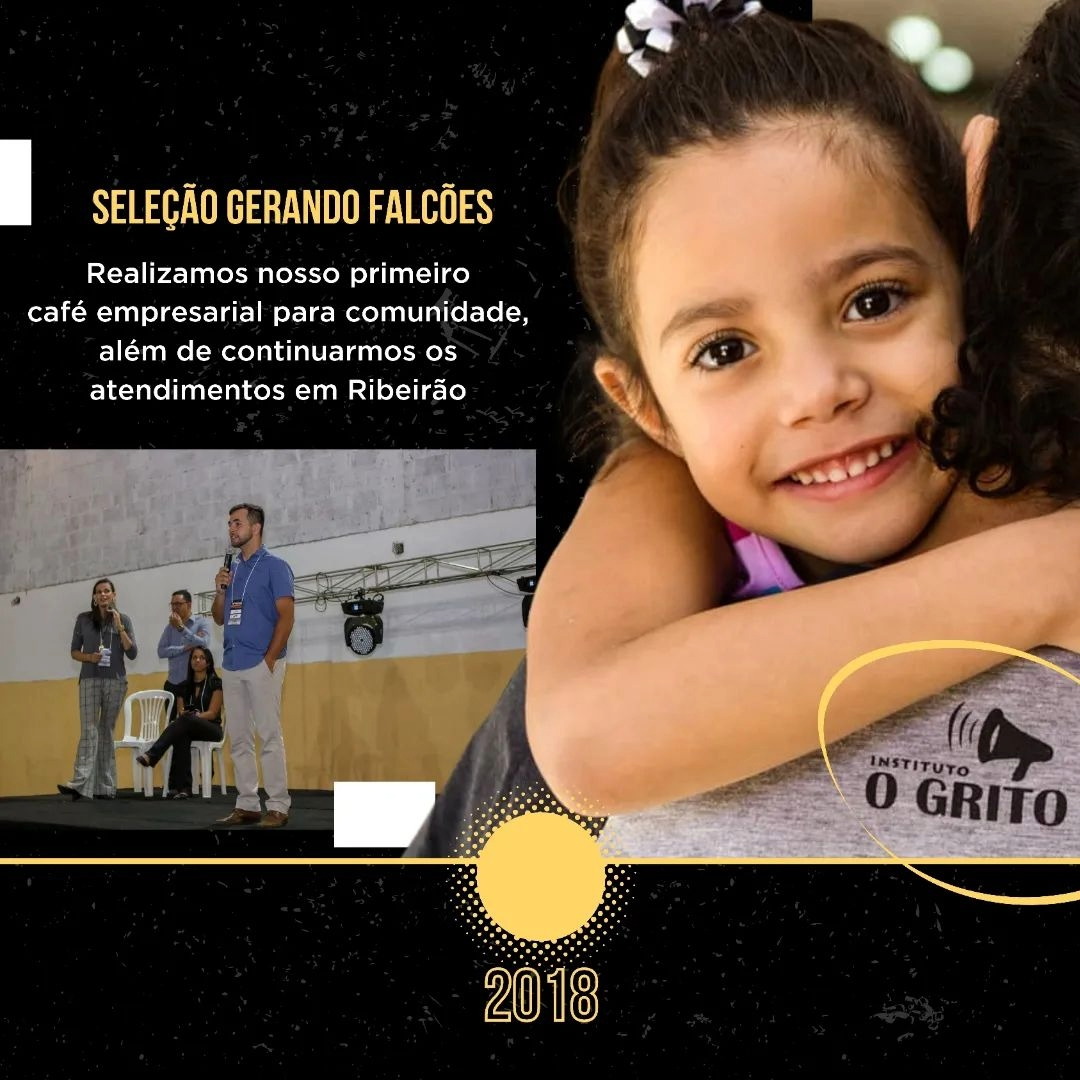 SELEÇÃO GERANDO FALCÕES
Realizamos nosso primeiro
café empresarial para comunidade,
além de continuarmos os
atendimentos em Ribeirão
INSTITUTO
O GRITO
2018